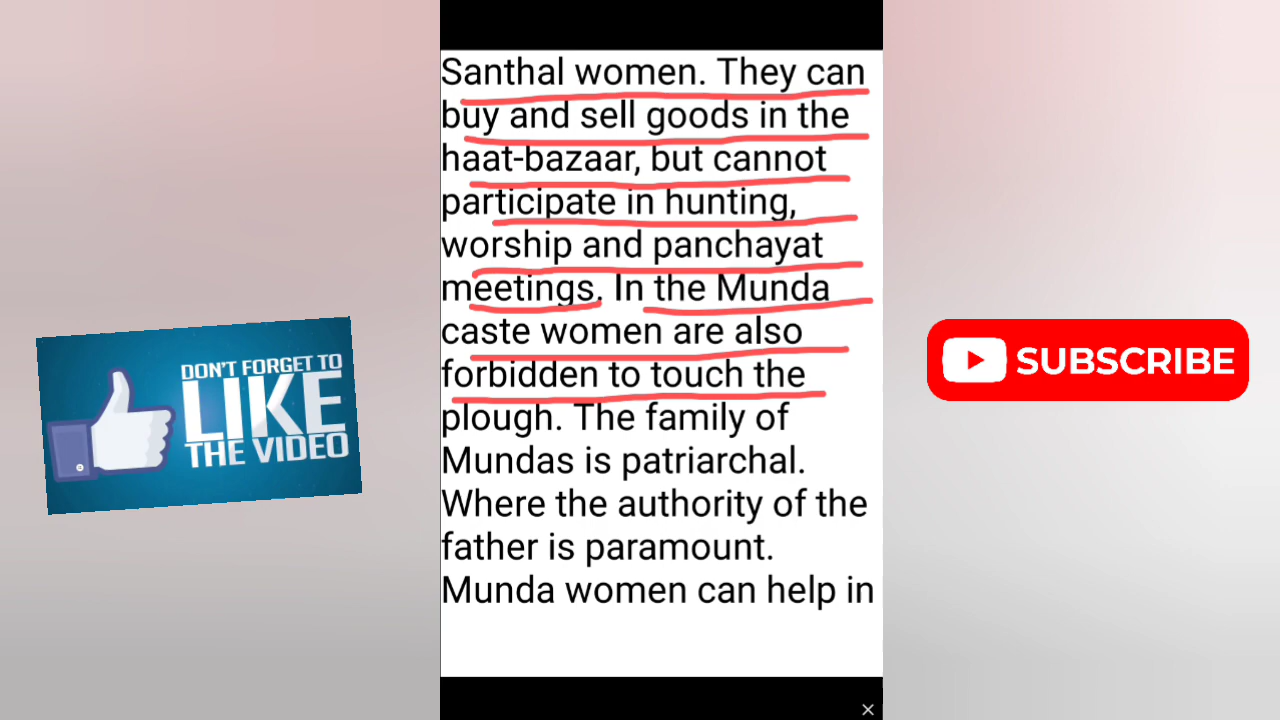 Santhal women. They can
buy and sell goods in the
haat-bazaar, but cannot
participate in hunting,
worship and panchayat
meetings. In the Munda
caste women are also
forbidden to touch the
plough. The family of
Mundas is patriarchal.
Where the authority of the
father is paramount.
Munda women can help in
DON'T FORGET TO
LIKE
THE VIDEO
SUBSCRIBE